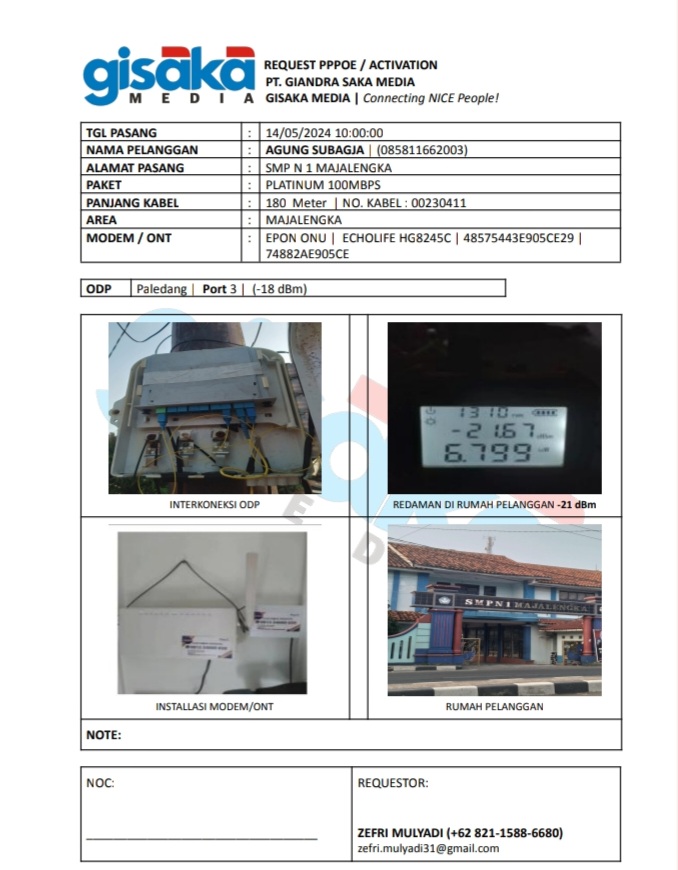 gisaka
MEDIA
REQUEST PPPOE / ACTIVATION
PT. GIANDRA SAKA MEDIA
GISAKA MEDIA | Connecting NICE People!
TGL PASANG : 14/05/2024 10:00:00
NAMA PELANGGAN : AGUNG SUBAGJA | (085811662003)
ALAMAT PASANG : SMP N 1 MAJALENGKA
PAKET : PLATINUM 100MBPS
PANJANG KABEL : 180 Meter | NO. KABEL : 00230411
AREA : MAJALENGKA
MODEM / ONT : EPON ONU | ECHOLIFE HG8245C | 48575443E905CE29 |
74882AE905CE
ODP Paledang | Port 3 | (-18 dBm)
1310 nm
-21.67 dBm
6.799 uW
INTERKONEKSI ODP
REDAMAN DI RUMAH PELANGGAN -21 dBm
SMPN 1 MAJALENGKA
INSTALLASI MODEM/ONT
RUMAH PELANGGAN
NOTE:
NOC:
REQUESTOR:
ZEFRI MULYADI (+62 821-1588-6680)
zefri.mulyadi31@gmail.com